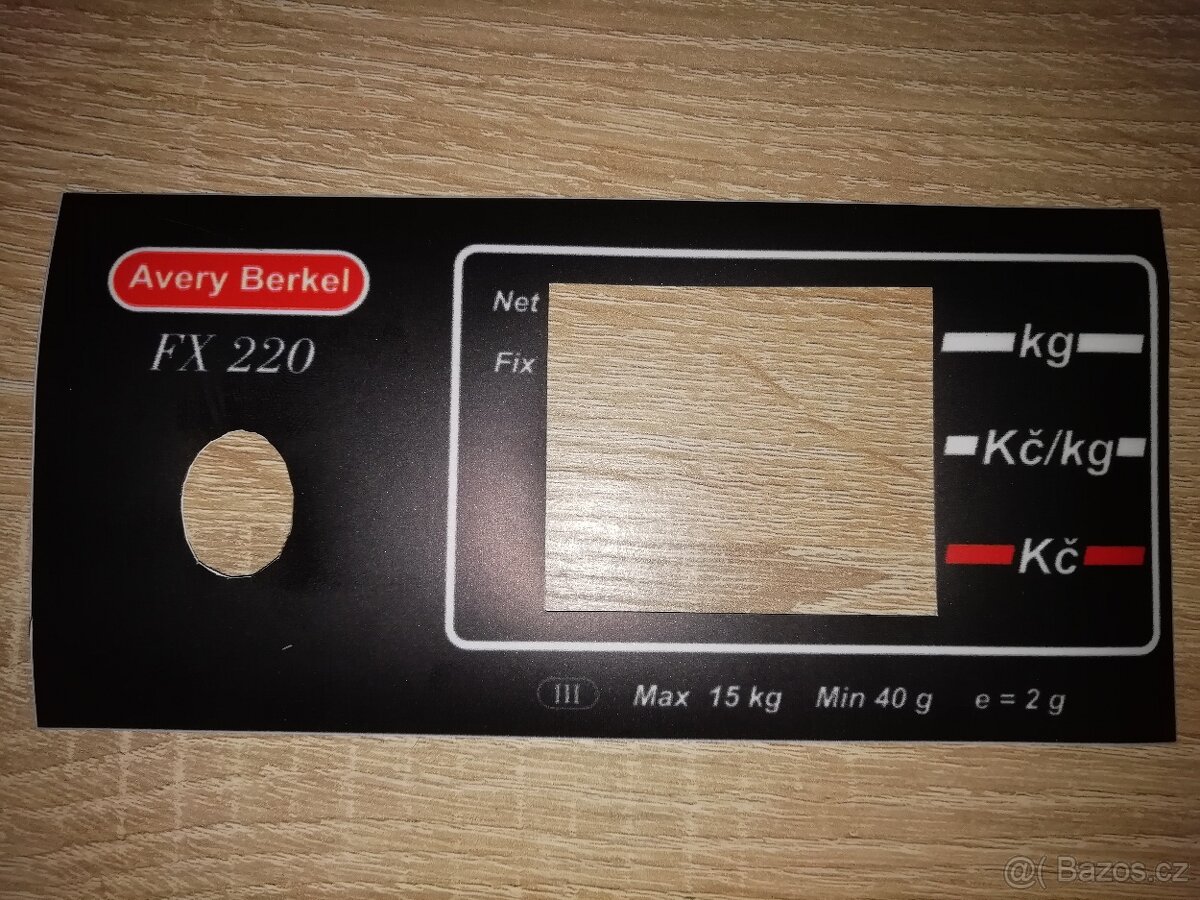 Avery Berkel
FX 220
Net
Fix
kg
Kč/kg
Kč
III Max 15 kg Min 40 g e = 2 g
@( Bazos.cz